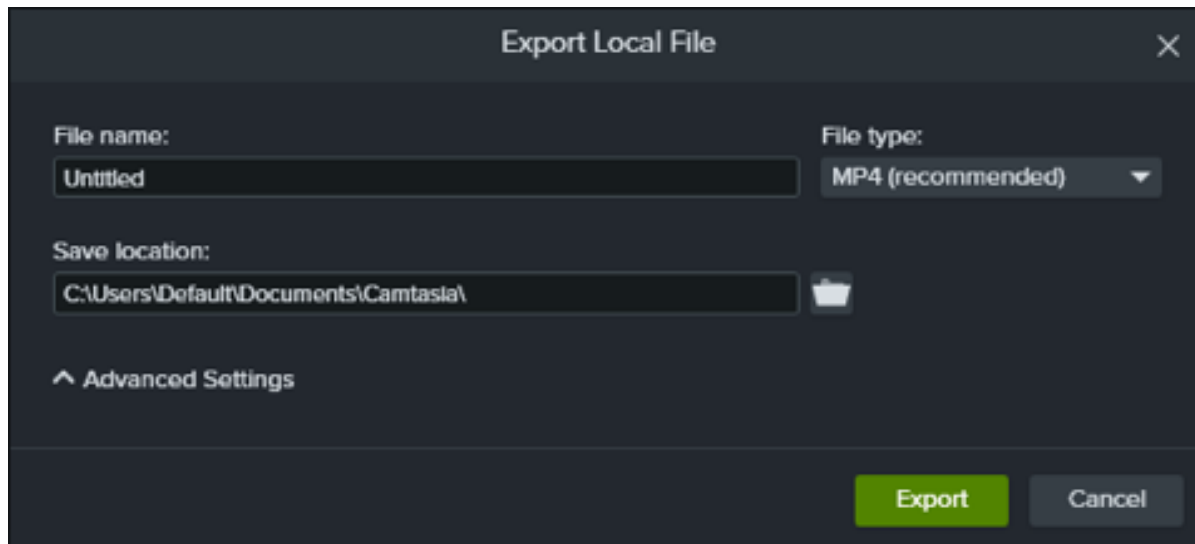 Export Local File
File name:
File type:
Untitled
MP4 (recommended)
Save location:
C:\Users\Default\Documents\Camtasia\
Advanced Settings
Export
Cancel